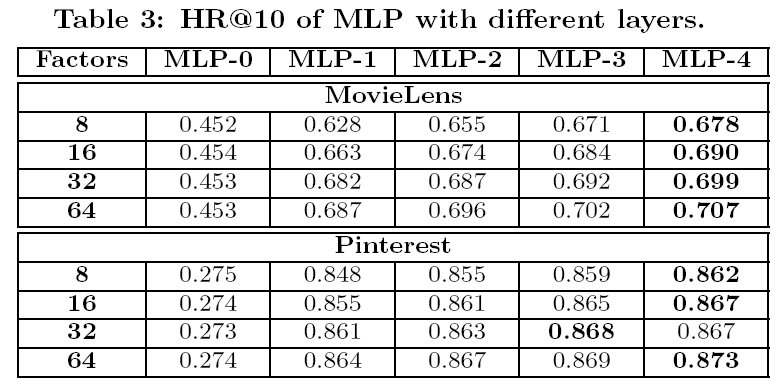 Table 3: HR@10 of MLP with different layers.
Factors MLP-0 MLP-1 MLP-2 MLP-3 MLP-4
MovieLens
8 0.452 0.628 0.655 0.671 0.678
16 0.454 0.663 0.674 0.684 0.690
32 0.453 0.682 0.687 0.692 0.699
64 0.453 0.687 0.696 0.702 0.707
Pinterest
8 0.275 0.848 0.855 0.859 0.862
16 0.274 0.855 0.861 0.865 0.867
32 0.273 0.861 0.863 0.868 0.867
64 0.274 0.864 0.867 0.869 0.873